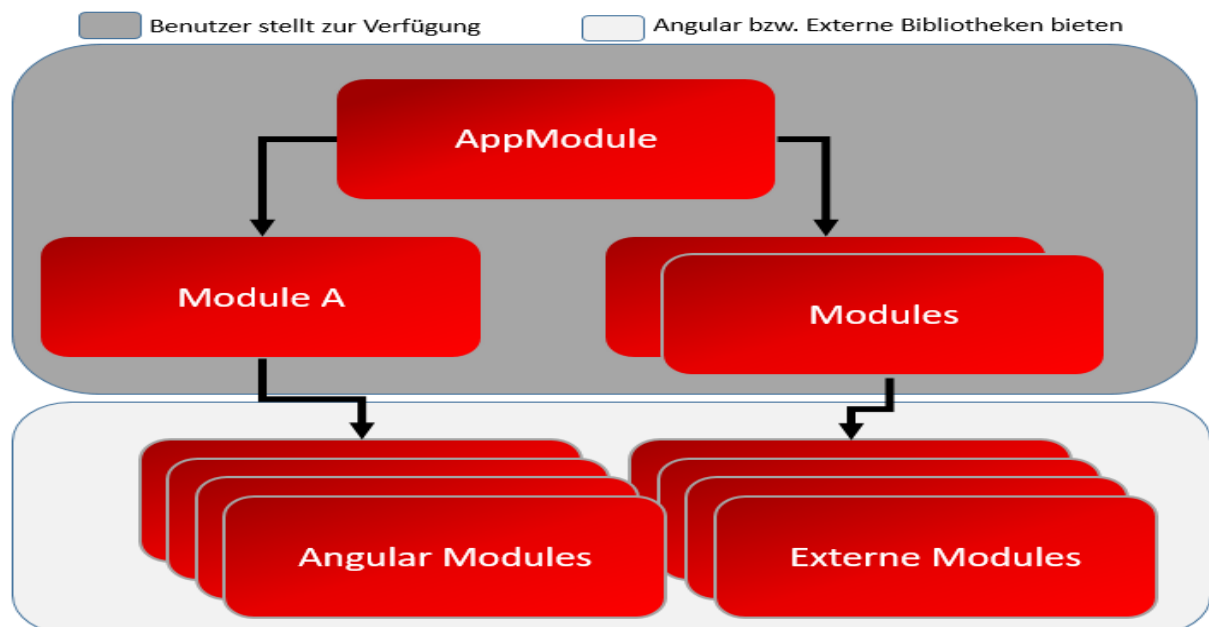 Benutzer stellt zur Verfügung
Angular bzw. Externe Bibliotheken bieten
AppModule
Module A
Modules
Angular Modules
Externe Modules